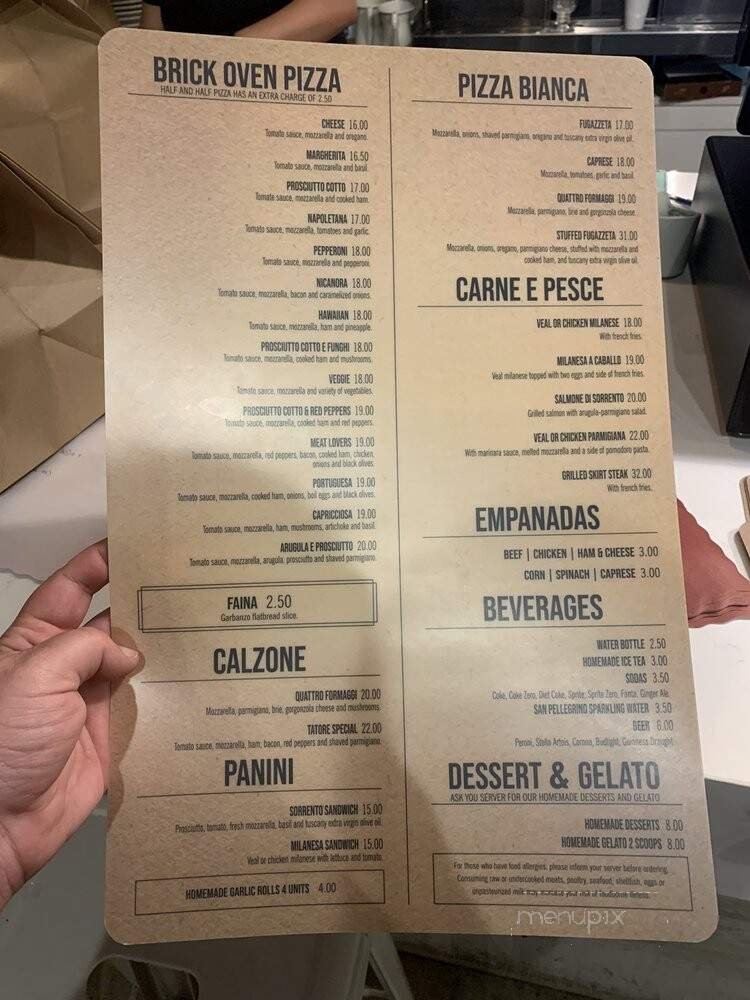 BRICK OVEN PIZZA
HALF AND HALF PIZZA HAS AN EXTRA CHARGE OF 2.50
CHEESE 16.00
Tomato sauce, mozzarella and oregano.
MARGHERITA 16.50
Tomato sauce, mozzarella and basil.
PROSCIUTTO COTTO 17.00
Tomato sauce, mozzarella and cooked ham.
NAPOLETANA 17.00
Tomato sauce, mozzarella, tomatoes and garlic.
PEPPERONI 18.00
Tomato sauce, mozzarella and pepperoni.
NICANORA 18.00
Tomato sauce, mozzarella, bacon and caramelized onions.
HAWAIIAN 18.00
Tomato sauce, mozzarella, ham and pineapple.
PROSCIUTTO COTTO E FUNGHI 18.00
Tomato sauce, mozzarella, cooked ham and mushrooms.
VEGGIE 18.00
Tomato sauce, mozzarella and variety of vegetables.
PROSCIUTTO COTTO & RED PEPPERS 19.00
Tomato sauce, mozzarella, cooked ham and red peppers.
MEAT LOVERS 19.00
Tomato sauce, mozzarella, red peppers, bacon, cooked ham, chicken,
onions and black olives.
PORTUGUESA 19.00
Tomato sauce, mozzarella, cooked ham, onions, boil eggs and black olives.
CAPRICCIOSA 19.00
Tomato sauce, mozzarella, ham, mushrooms, artichoke and basil.
ARUGULA E PROSCIUTTO 20.00
Tomato sauce, mozzarella, arugula, prosciutto and shaved parmigiano.
FAINA 2.50
Garbanzo flatbread slice.
CALZONE
QUATTRO FORMAGGI 20.00
Mozzarella, parmigiano, brie, gorgonzola cheese and mushrooms.
TATORE SPECIAL 22.00
Tomato sauce, mozzarella, ham, bacon, red peppers and shaved parmigiano.
PANINI
SORRENTO SANDWICH 15.00
Prosciutto, tomato, fresh mozzarella, basil and tuscany extra virgin olive oil.
MILANESA SANDWICH 15.00
Veal or chicken milanese with lettuce and tomato.
HOMEMADE GARLIC ROLLS 4 UNITS 4.00
PIZZA BIANCA
FUGAZZETA 17.00
Mozzarella, onions, shaved parmigiano, oregano and tuscany extra virgin olive oil.
CAPRESE 18.00
Mozzarella, tomatoes, garlic and basil.
QUATTRO FORMAGGI 19.00
Mozzarella, parmigiano, brie and gorgonzola cheese.
STUFFED FUGAZZETA 31.00
Mozzarella, onions, oregano, parmigiano cheese, stuffed with mozzarella and
cooked ham, and tuscany extra virgin olive oil.
CARNE E PESCE
VEAL OR CHICKEN MILANESE 18.00
With french fries.
MILANESA A CABALLO 19.00
Veal milanese topped with two eggs and side of french fries.
SALMONE DI SORRENTO 20.00
Grilled salmon with arugula-parmigiano salad.
VEAL OR CHICKEN PARMIGIANA 22.00
With marinara sauce, melted mozzarella and a side of pomodoro pasta.
GRILLED SKIRT STEAK 32.00
With french fries.
EMPANADAS
BEEF | CHICKEN | HAM & CHEESE 3.00
CORN | SPINACH | CAPRESE 3.00
BEVERAGES
WATER BOTTLE 2.50
HOMEMADE ICE TEA 3.00
SODAS 3.50
Coke, Coke Zero, Diet Coke, Sprite, Sprite Zero, Fanta, Ginger Ale
SAN PELLEGRINO SPARKLING WATER 3.50
BEER 6.00
Peroni, Stella Artois, Corona, Budlight, Guinness Draught
DESSERT & GELATO
ASK YOU SERVER FOR OUR HOMEMADE DESSERTS AND GELATO
HOMEMADE DESSERTS 8.00
HOMEMADE GELATO 2 SCOOPS 8.00
For those who have food allergies, please inform your server before ordering.
Consuming raw or undercooked meats, poultry, seafood, shellfish, eggs or
unpasteurized milk may increase your risk of foodborne illness.
menupix